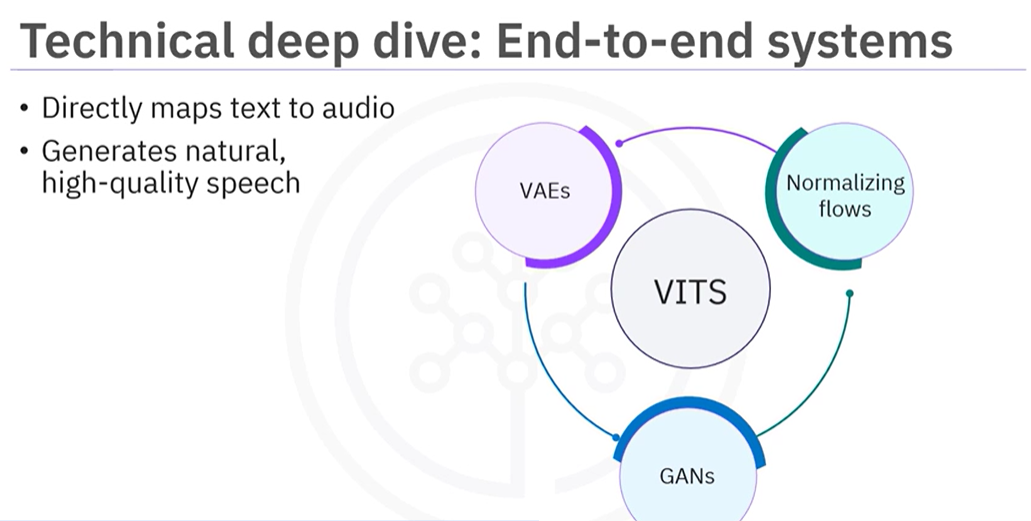 Technical deep dive: End-to-end systems
• Directly maps text to audio
• Generates natural,
high-quality speech
VAEs
Normalizing
flows
VITS
GANs